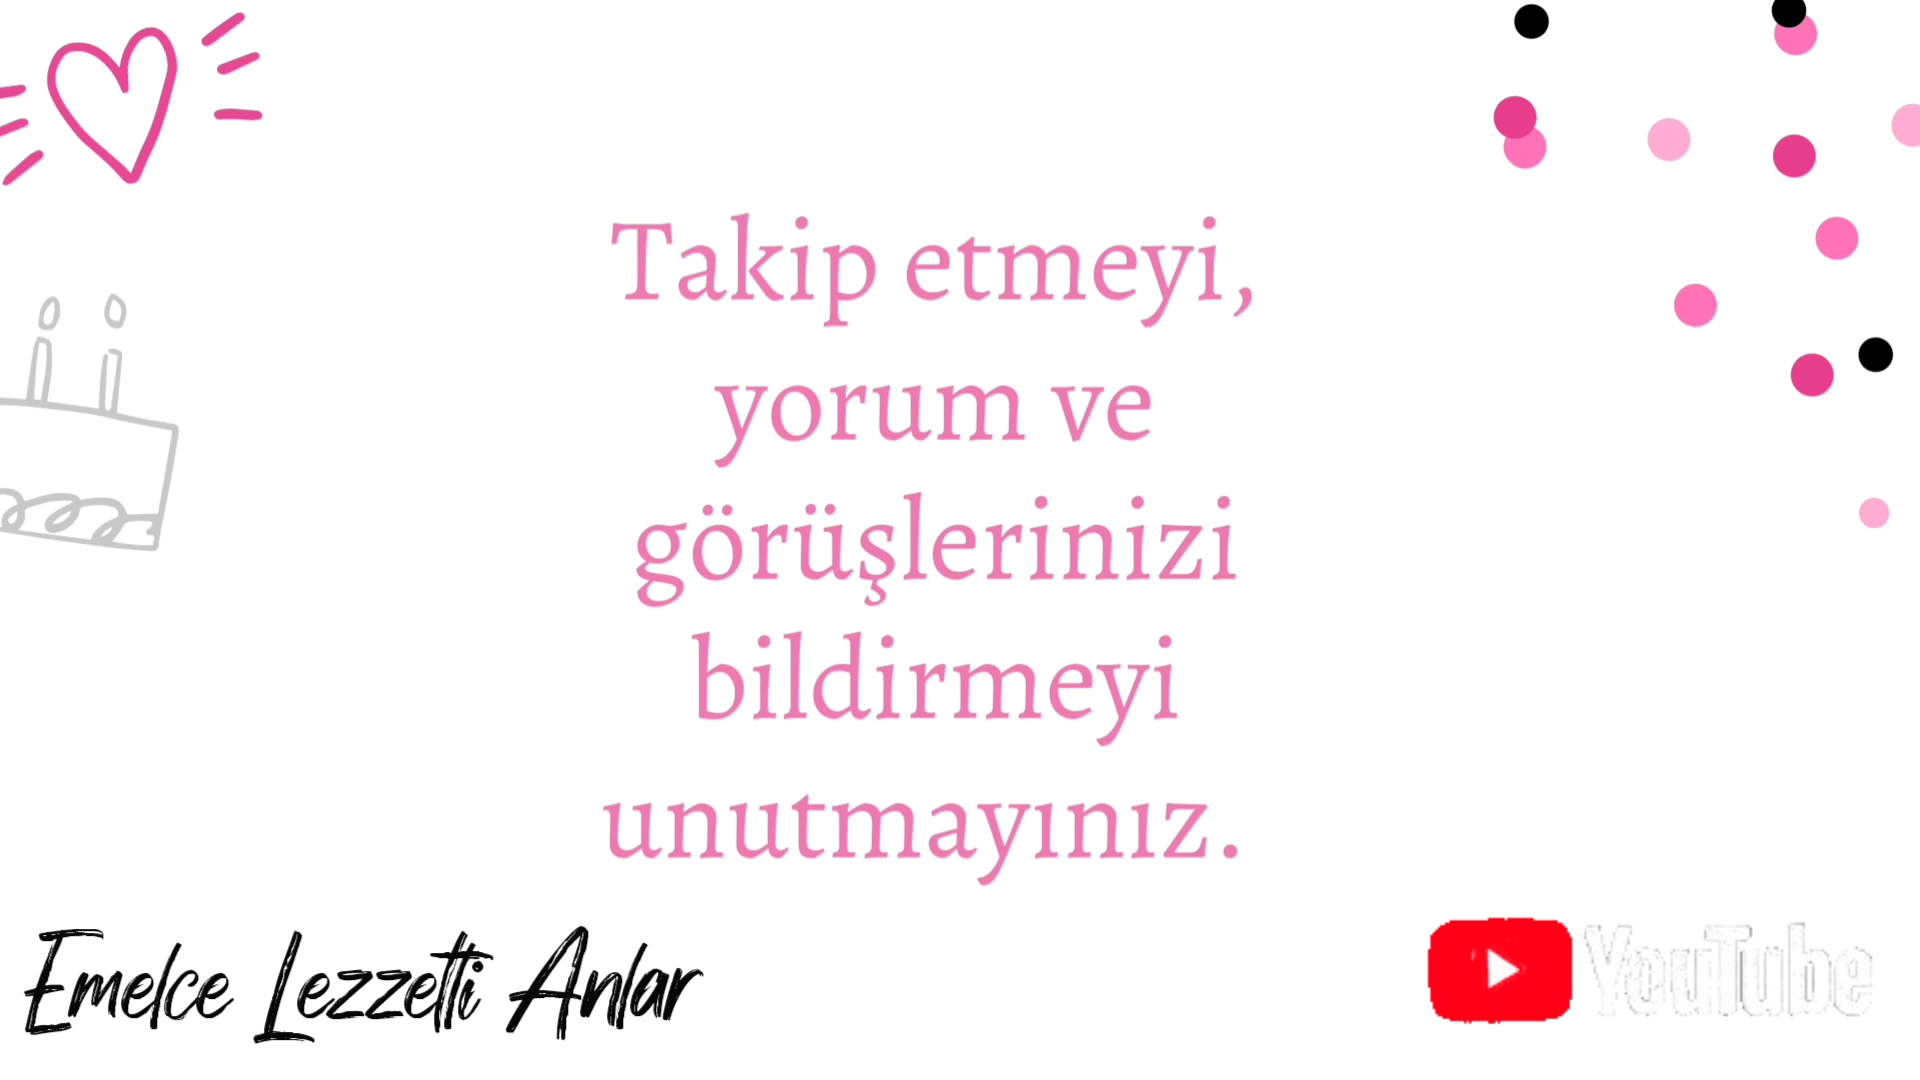 Takip etmeyi,
yorum ve
görüşlerinizi
bildirmeyi
unutmayınız.
Emelce Lezzetli Anlar
YouTube